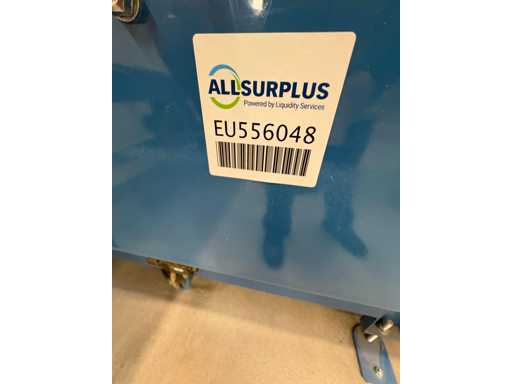 ALLSURPLUS
Powered by Liquidity Services
EU556048